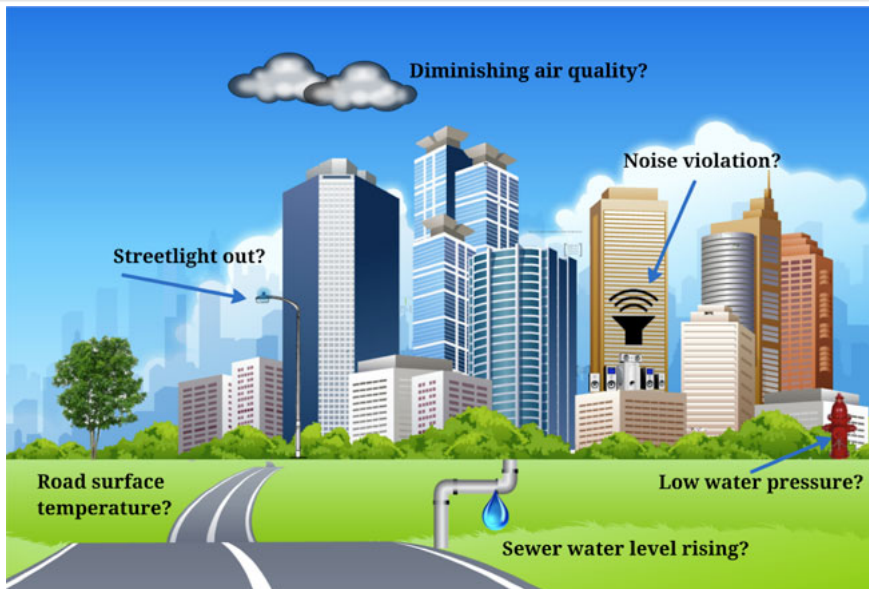 Diminishing air quality?
Noise violation?
Streetlight out?
Road surface
temperature?
Low water pressure?
Sewer water level rising?